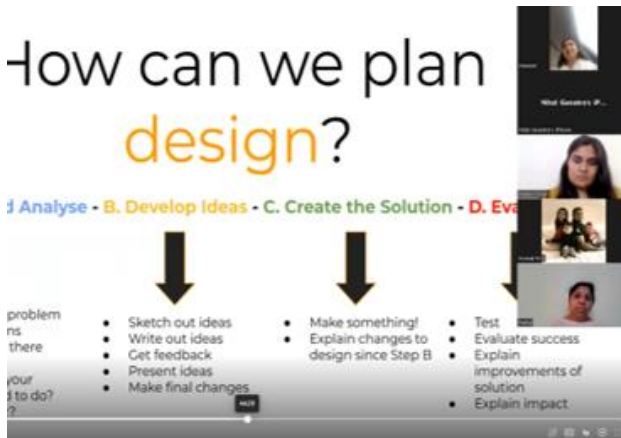 How can we plan
design?
d Analyse - B. Develop Ideas - C. Create the Solution - D. Eva
problem
ns
there
your
d to do?
?
• Sketch out ideas
• Write out ideas
• Get feedback
• Present ideas
• Make final changes
• Make something!
• Explain changes to
design since Step B
• Test
• Evaluate success
• Explain
improvements of
solution
• Explain impact